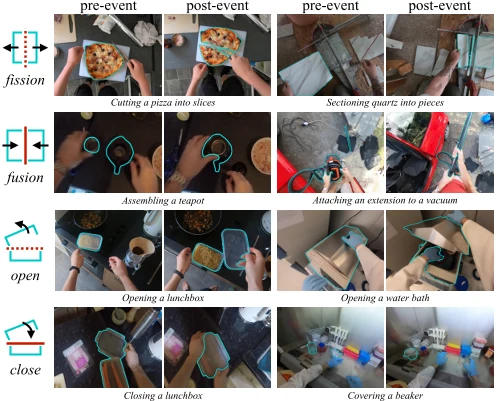 pre-event post-event pre-event post-event
fission
Cutting a pizza into slices Sectioning quartz into pieces
fusion
Assembling a teapot Attaching an extension to a vacuum
open
Opening a lunchbox Opening a water bath
close
Closing a lunchbox Covering a beaker